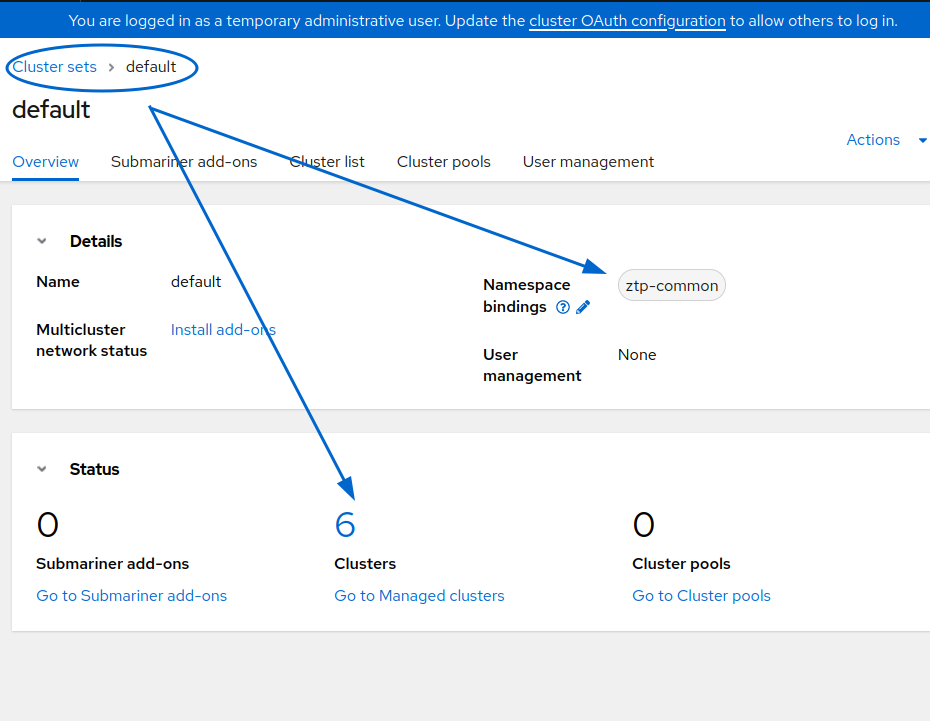 You are logged in as a temporary administrative user. Update the cluster OAuth configuration to allow others to log in.
Cluster sets > default
default
Actions
Overview Submariner add-ons Cluster list Cluster pools User management
Details
Name default
Namespace bindings ztp-common
Multicluster network status Install add-ons
User management None
Status
0 6 0
Submariner add-ons Clusters Cluster pools
Go to Submariner add-ons Go to Managed clusters Go to Cluster pools